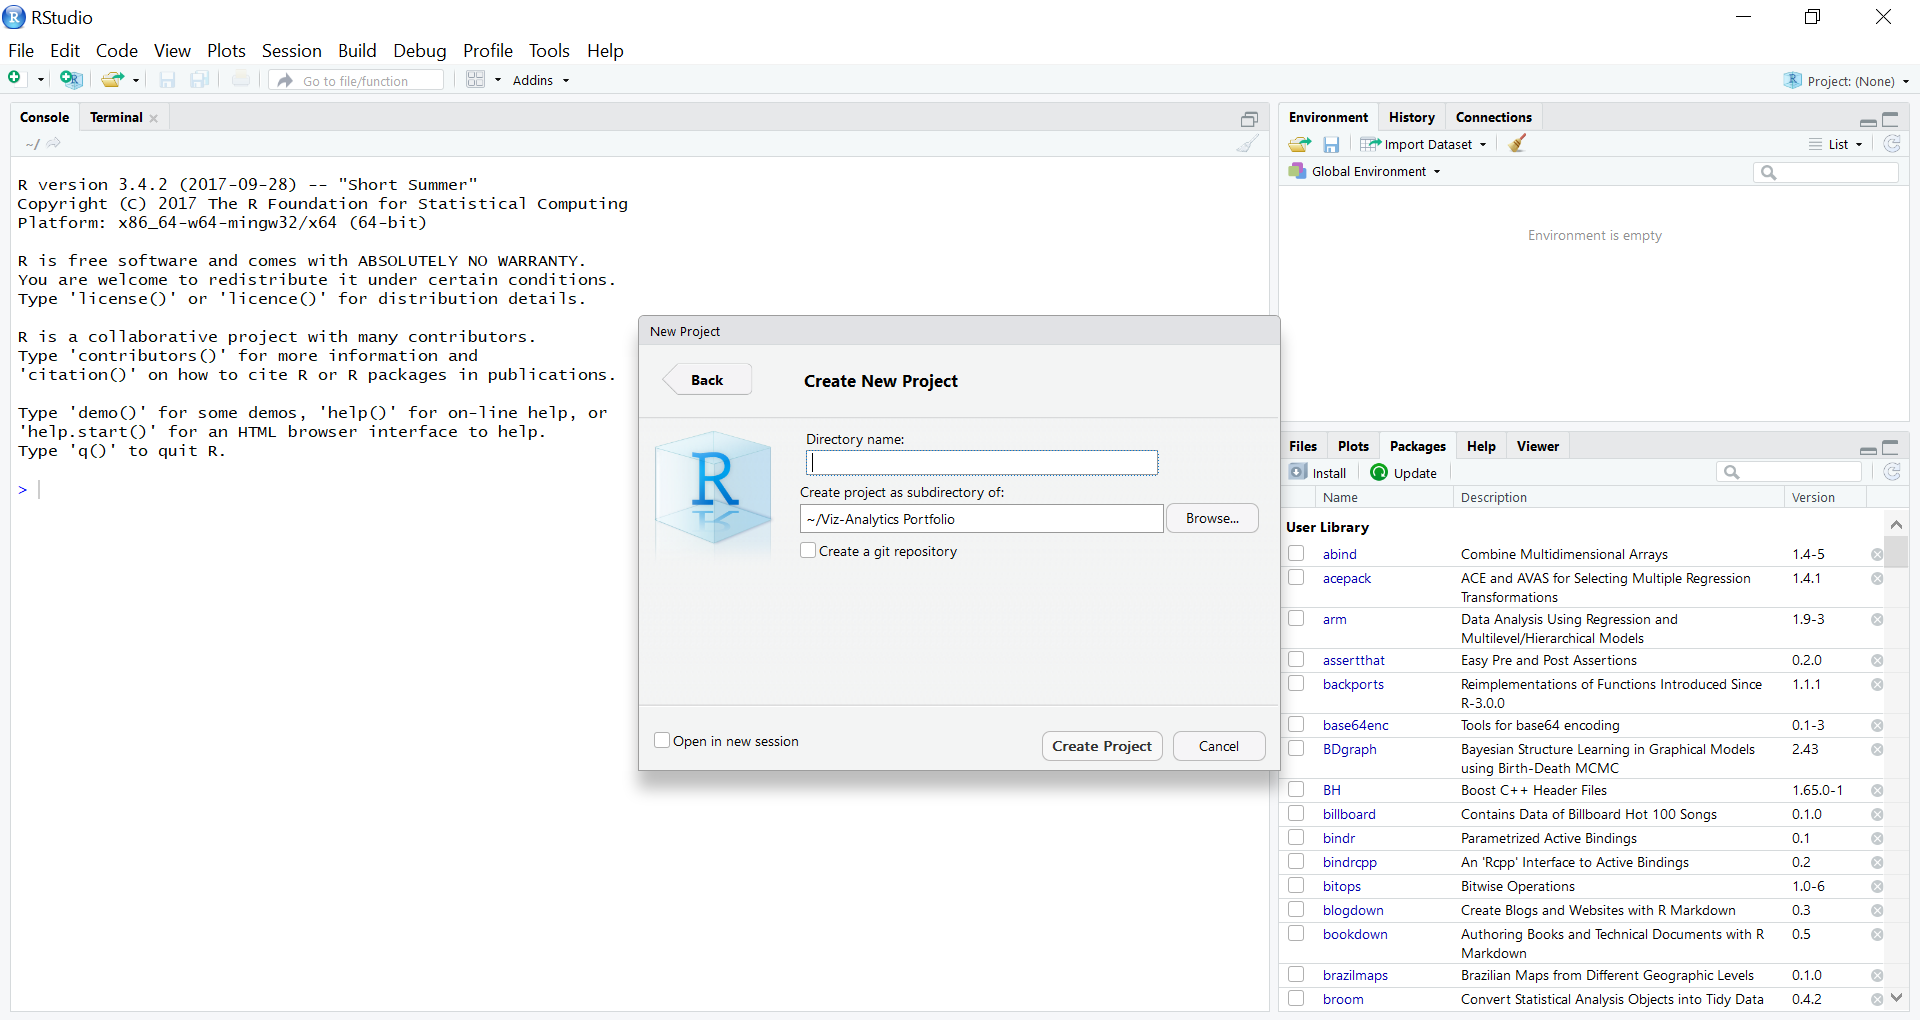 RStudio
File Edit Code View Plots Session Build Debug Profile Tools Help
Go to file/function
Addins
Project: (None)
Console Terminal
~/
R version 3.4.2 (2017-09-28) -- "Short Summer"
Copyright (C) 2017 The R Foundation for Statistical Computing
Platform: x86_64-w64-mingw32/x64 (64-bit)
R is free software and comes with ABSOLUTELY NO WARRANTY.
You are welcome to redistribute it under certain conditions.
Type 'license()' or 'licence()' for distribution details.
R is a collaborative project with many contributors.
Type 'contributors()' for more information and
'citation()' on how to cite R or R packages in publications.
Type 'demo()' for some demos, 'help()' for on-line help, or
'help.start()' for an HTML browser interface to help.
Type 'q()' to quit R.
>
New Project
Back
Create New Project
R
Directory name:
Create project as subdirectory of:
~/Viz-Analytics Portfolio
Browse...
Create a git repository
Open in new session
Create Project
Cancel
Environment History Connections
Import Dataset
List
Global Environment
Environment is empty
Files Plots Packages Help Viewer
Install Update
Name Description Version
User Library
abind Combine Multidimensional Arrays 1.4-5
acepack ACE and AVAS for Selecting Multiple Regression 1.4.1
Transformations
arm Data Analysis Using Regression and 1.9-3
Multilevel/Hierarchical Models
assertthat Easy Pre and Post Assertions 0.2.0
backports Reimplementations of Functions Introduced Since 1.1.1
R-3.0.0
base64enc Tools for base64 encoding 0.1-3
BDgraph Bayesian Structure Learning in Graphical Models 2.43
using Birth-Death MCMC
BH Boost C++ Header Files 1.65.0-1
billboard Contains Data of Billboard Hot 100 Songs 0.1.0
bindr Parametrized Active Bindings 0.1
bindrcpp An 'Rcpp' Interface to Active Bindings 0.2
bitops Bitwise Operations 1.0-6
blogdown Create Blogs and Websites with R Markdown 0.3
bookdown Authoring Books and Technical Documents with R 0.5
Markdown
brazilmaps Brazilian Maps from Different Geographic Levels 0.1.0
broom Convert Statistical Analysis Objects into Tidy Data 0.4.2